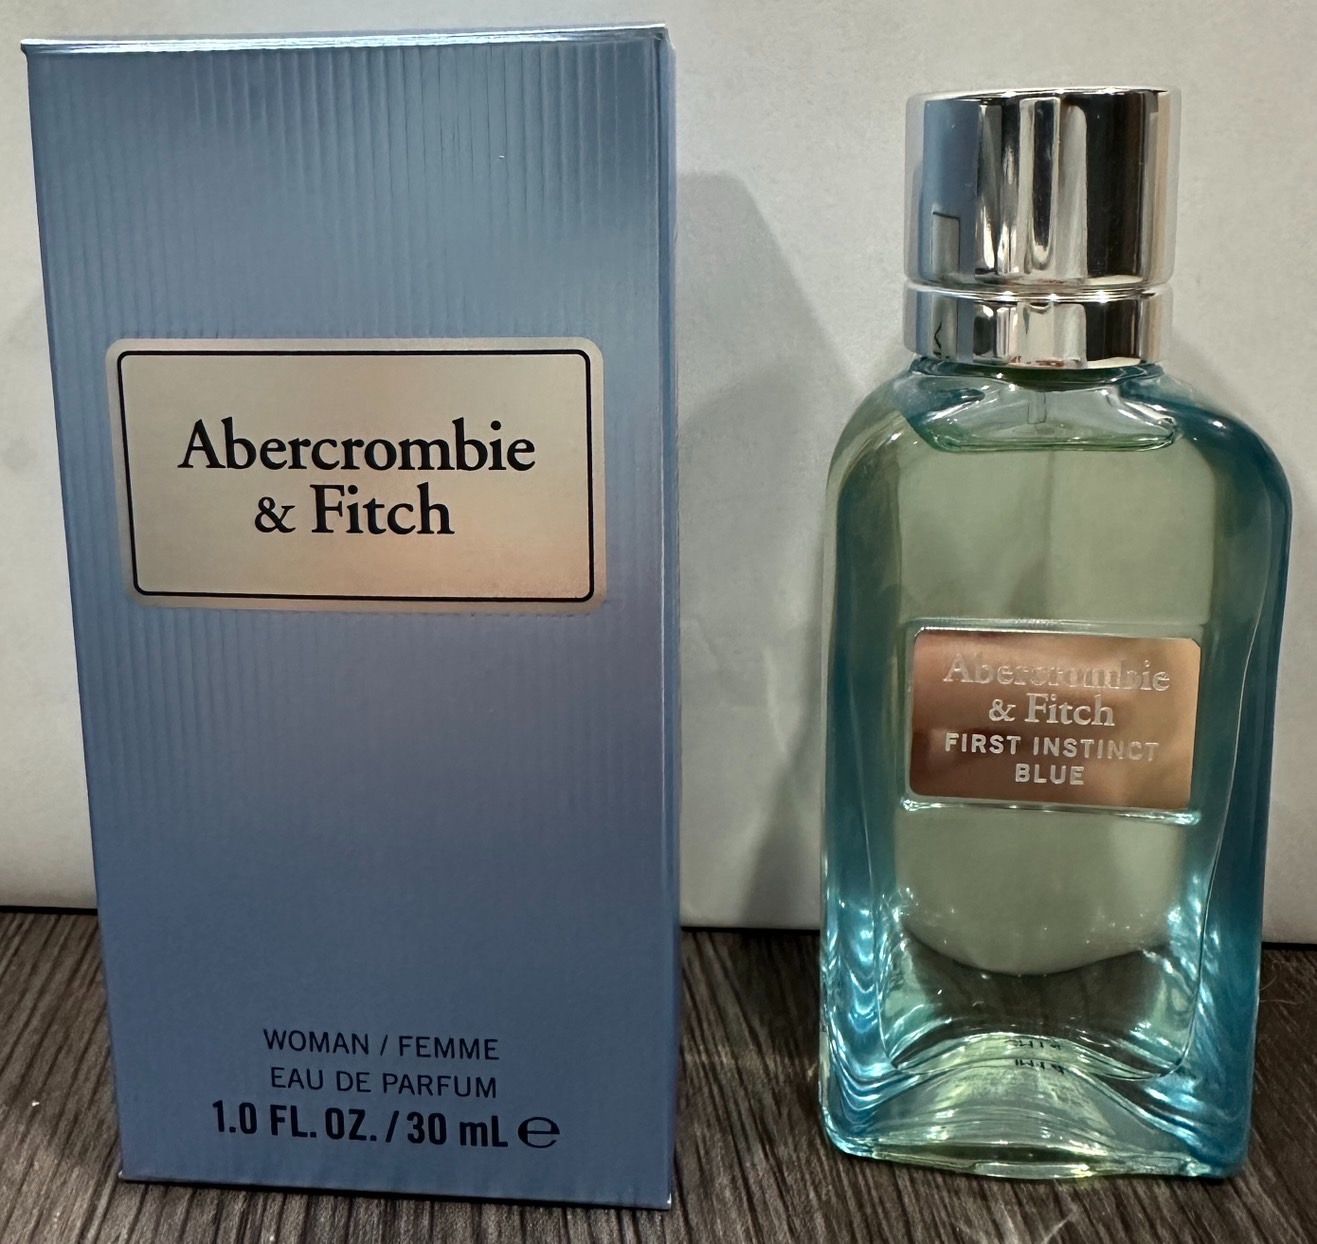 Abercrombie
& Fitch
WOMAN / FEMME
EAU DE PARFUM
1.0 FL. OZ. / 30 mL ℮
Abercrombie
& Fitch
FIRST INSTINCT
BLUE